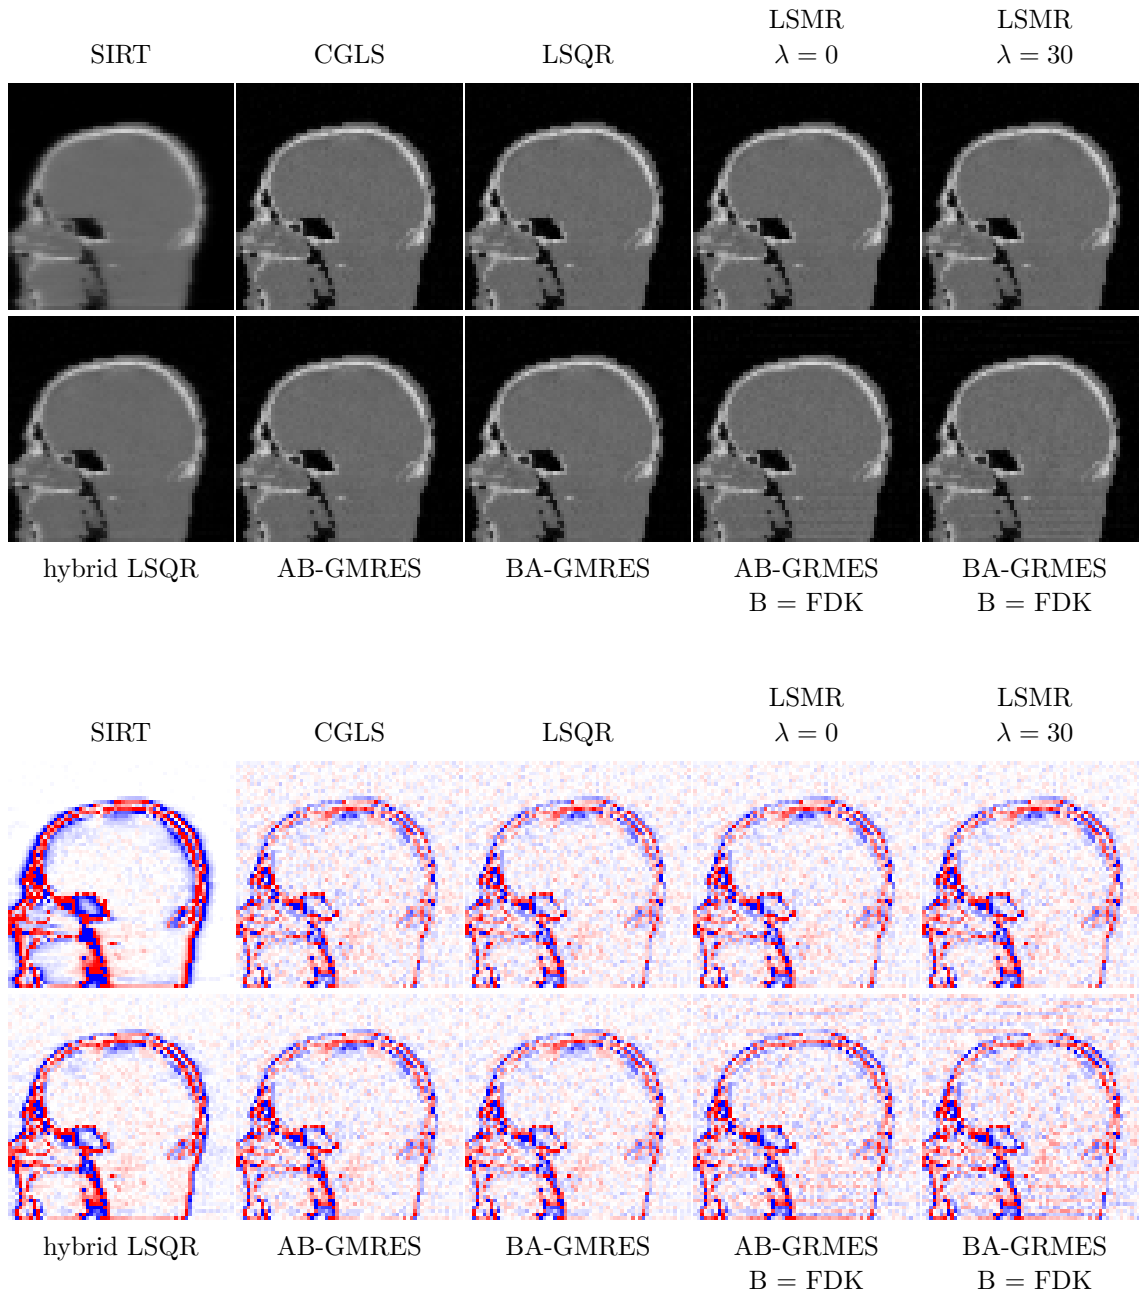 LSMR LSMR
SIRT CGLS LSQR λ = 0 λ = 30
hybrid LSQR AB-GMRES BA-GMRES AB-GRMES BA-GRMES
B = FDK B = FDK
LSMR LSMR
SIRT CGLS LSQR λ = 0 λ = 30
hybrid LSQR AB-GMRES BA-GMRES AB-GRMES BA-GRMES
B = FDK B = FDK